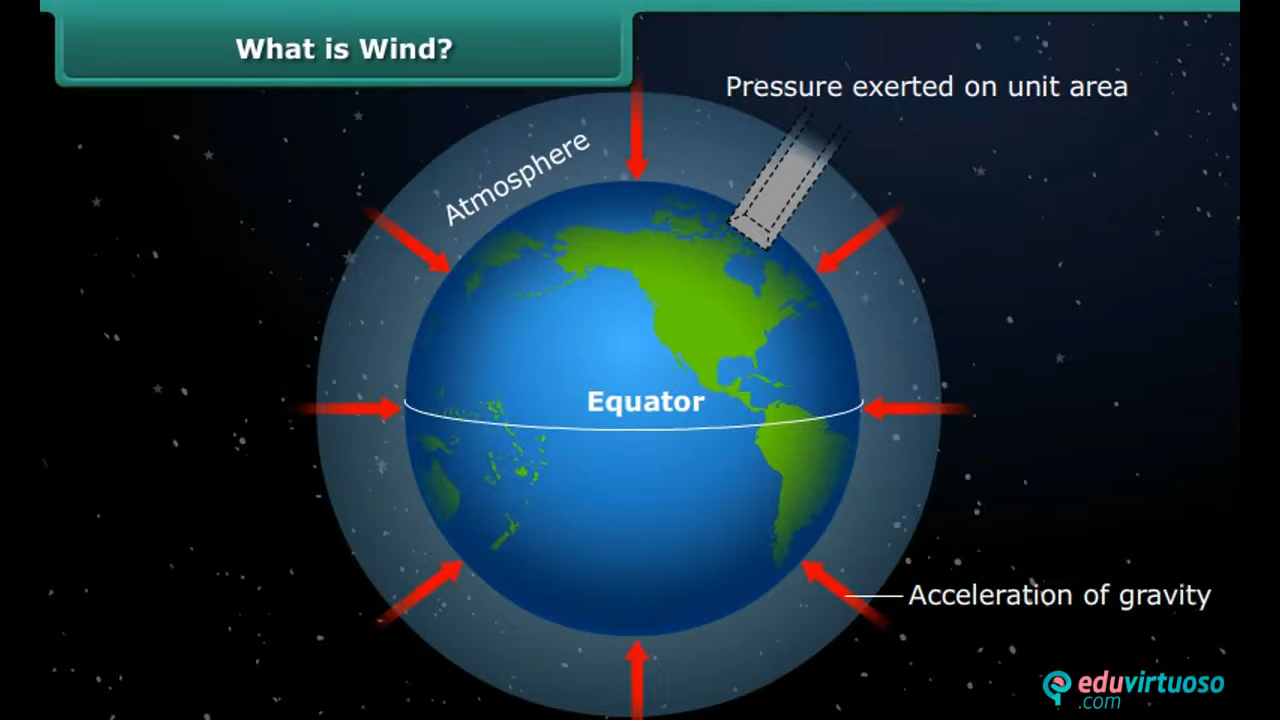 What is Wind?
Pressure exerted on unit area
Atmosphere
Equator
Acceleration of gravity
eduvirtuoso
.com